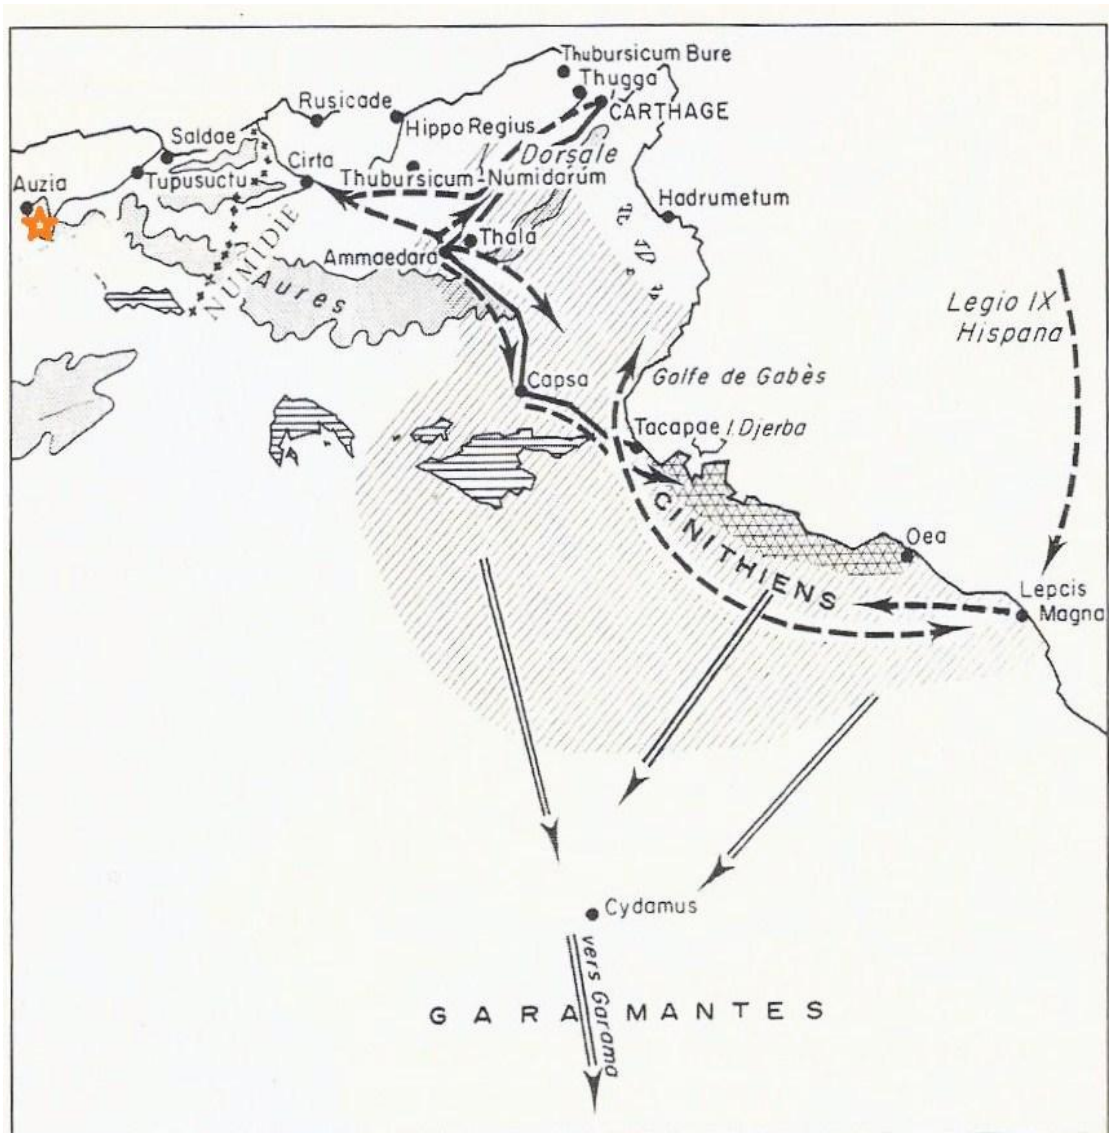 Thubursicum Bure
Thugga
CARTHAGE
Rusicade
Hippo Regius
Saldae
Dorsale
Cirta
Tupusuctu
Thubursicum-Numidarum
Auzia
Hadrumetum
NUMIDIE
Thala
Ammaedara
Aures
Legio IX
Hispana
Capsa
Golfe de Gabès
Tacapae
I. Djerba
CINITHIENS
Oea
Lepcis
Magna
Cydamus
vers Garama
GARAMANTES